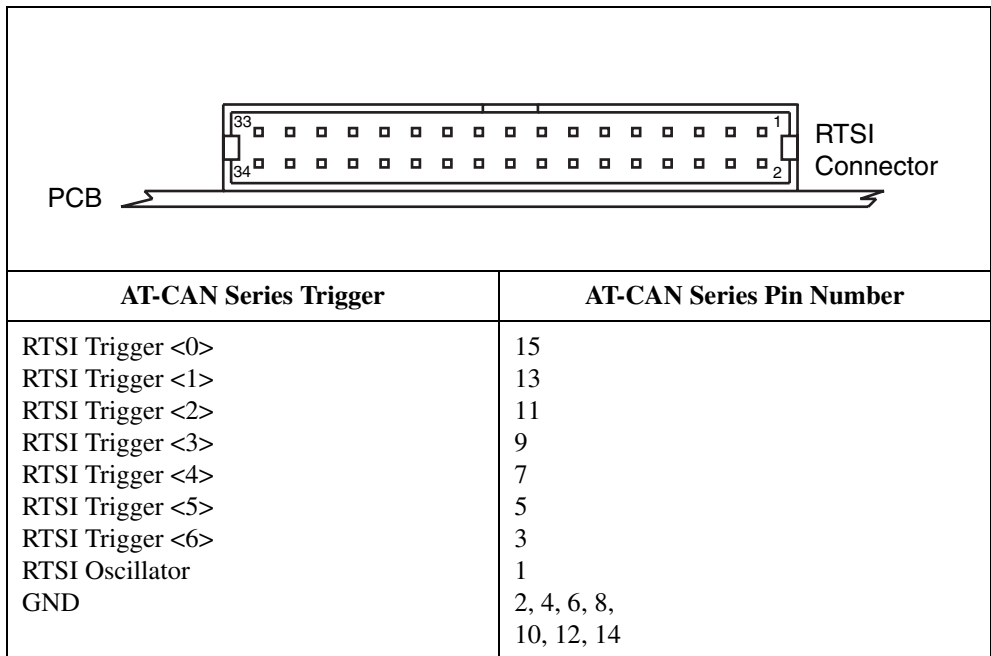 33
1
34
2
RTSI
Connector
PCB
AT-CAN Series Trigger
AT-CAN Series Pin Number
RTSI Trigger <0> 15
RTSI Trigger <1> 13
RTSI Trigger <2> 11
RTSI Trigger <3> 9
RTSI Trigger <4> 7
RTSI Trigger <5> 5
RTSI Trigger <6> 3
RTSI Oscillator 1
GND 2, 4, 6, 8,
10, 12, 14